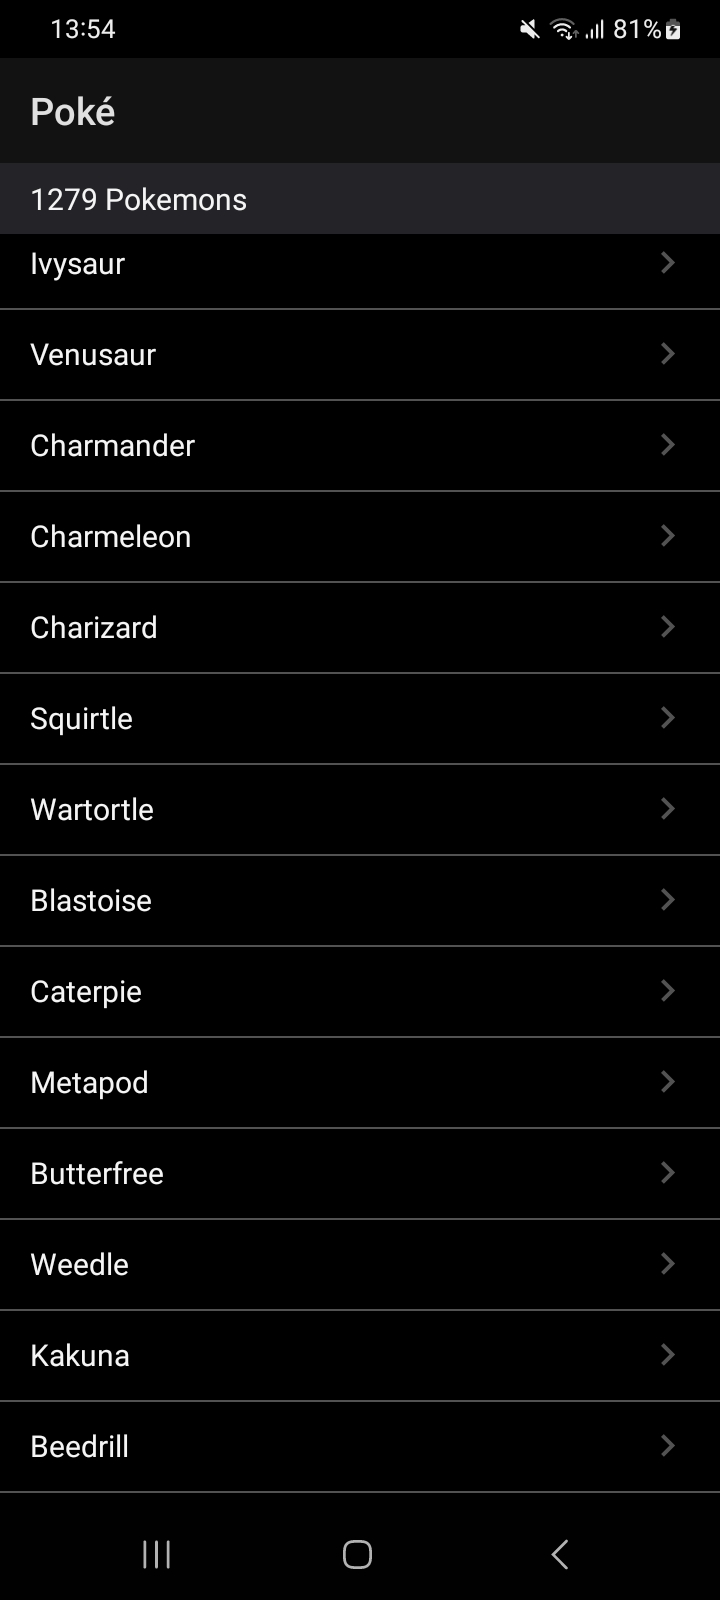 13:54
81%
Poké
1279 Pokemons
Ivysaur
Venusaur
Charmander
Charmeleon
Charizard
Squirtle
Wartortle
Blastoise
Caterpie
Metapod
Butterfree
Weedle
Kakuna
Beedrill